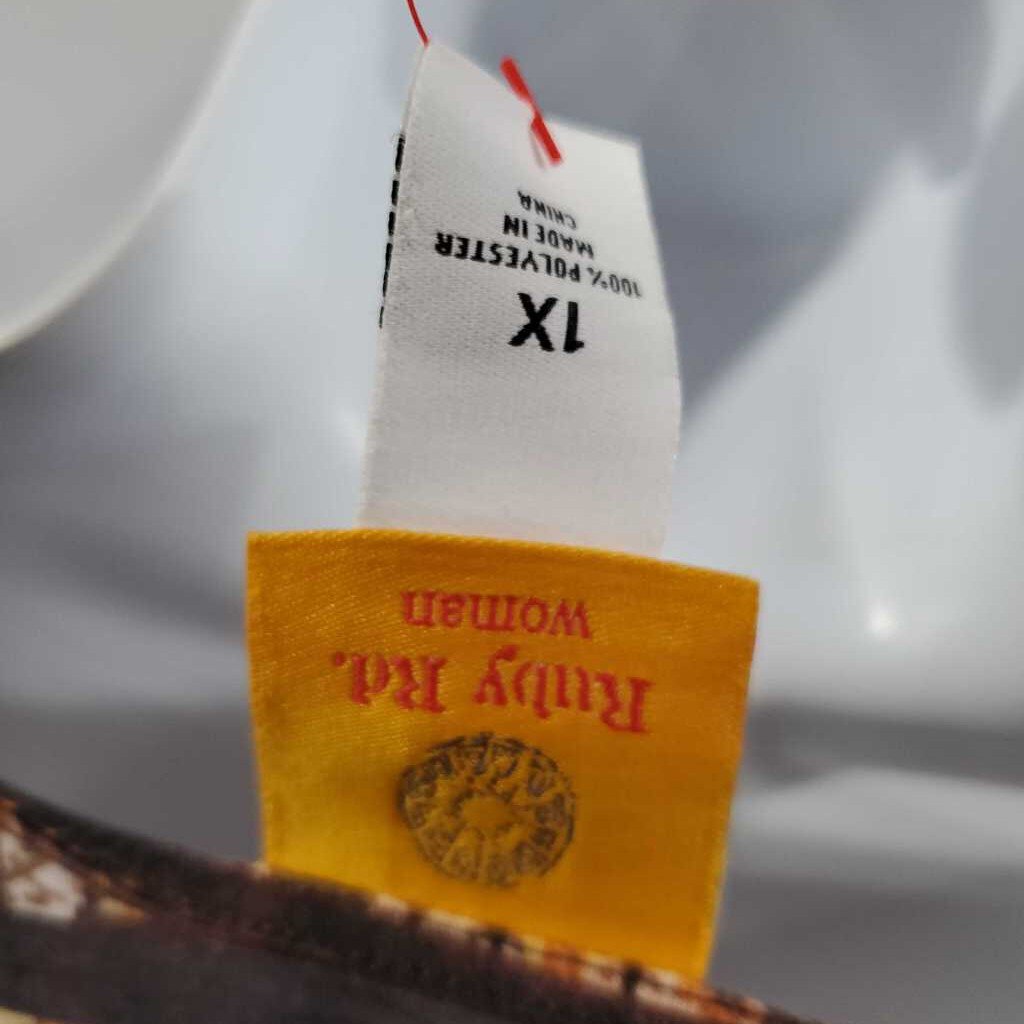 Ruby Rd.
woman
1X
100% POLYESTER
MADE IN
CHINA